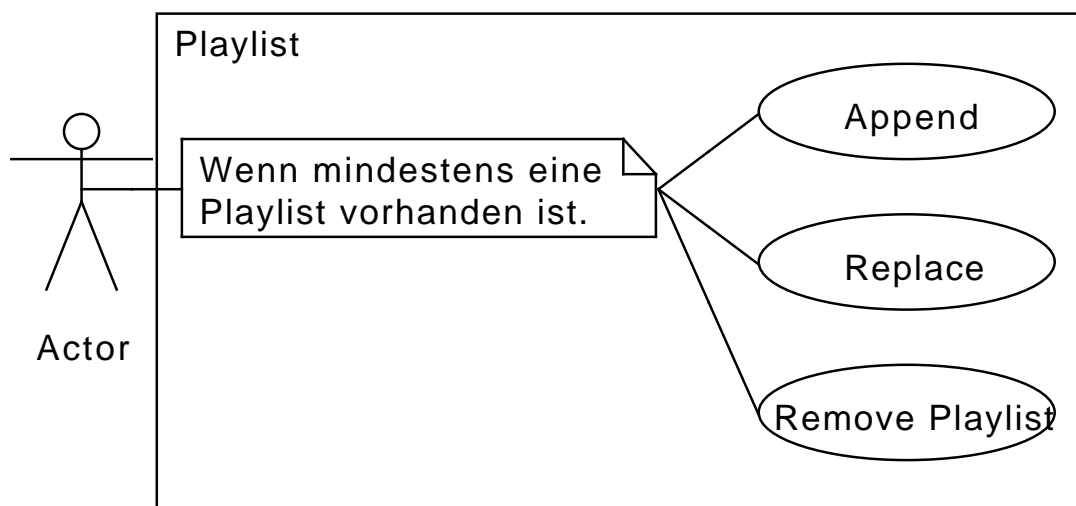 Playlist
Append
Wenn mindestens eine
Playlist vorhanden ist.
Replace
Actor
Remove Playlist